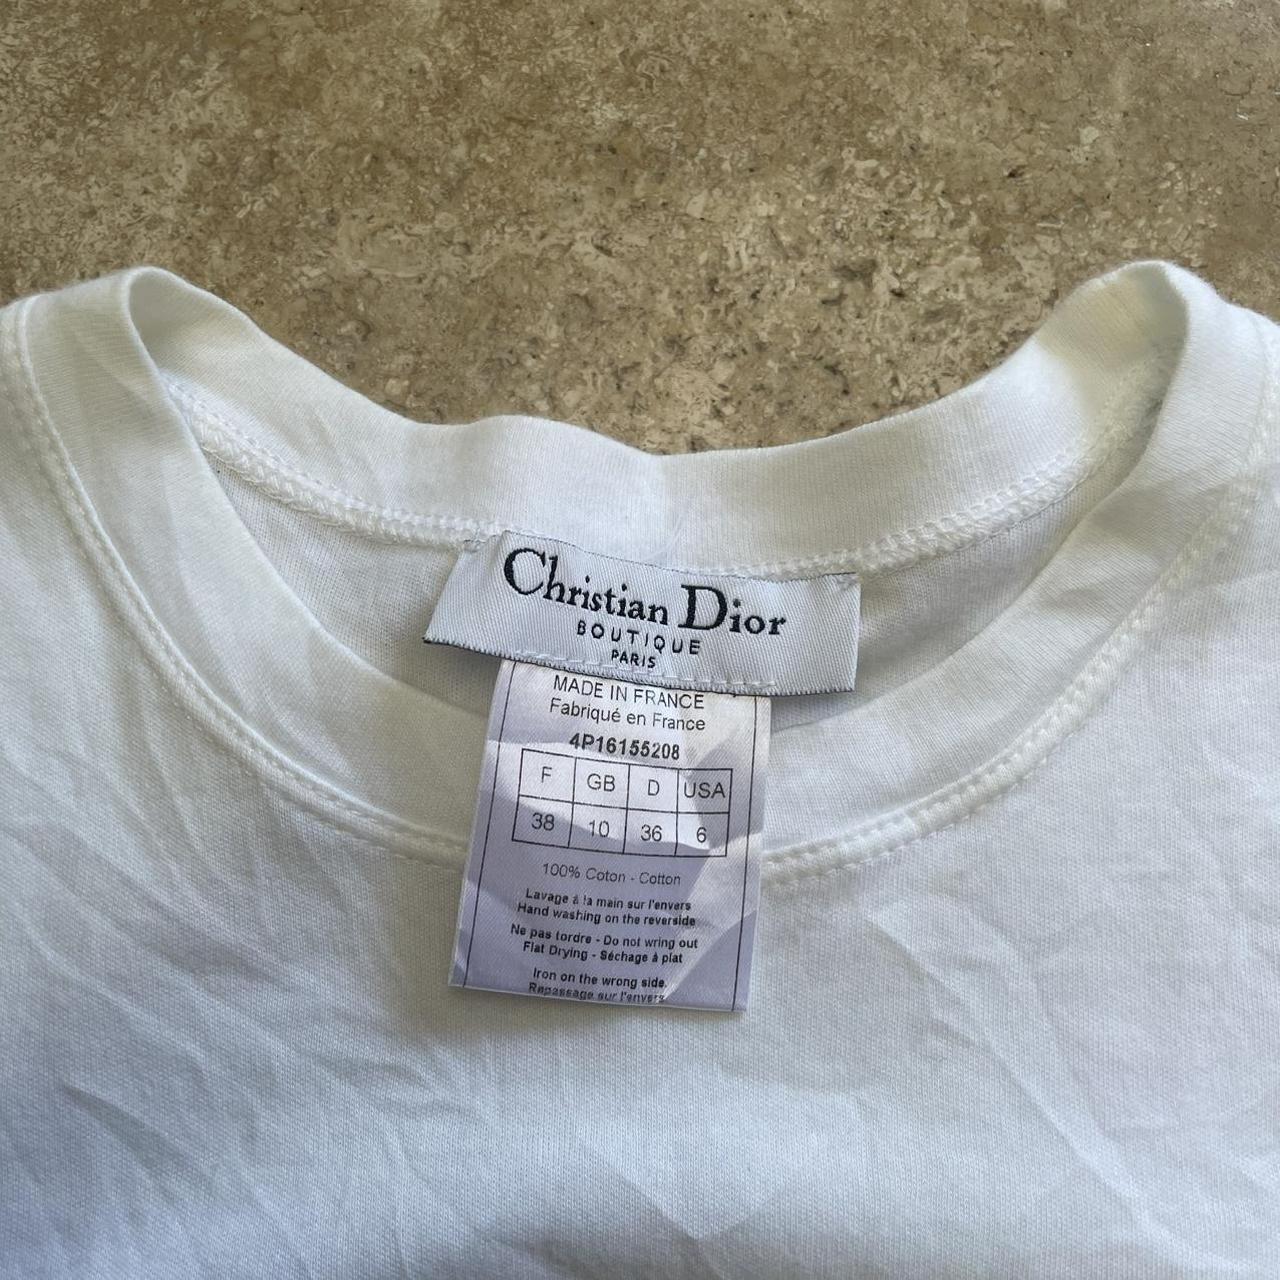 Christian Dior
BOUTIQUE
PARIS
MADE IN FRANCE
Fabriqué en France
4P16155208
F GB D USA
38 10 36 6
100% Coton - Cotton
Lavage à la main sur l'envers
Hand washing on the reverside
Ne pas tordre - Do not wring out
Flat Drying - Séchage à plat
Iron on the wrong side.
Repassage sur l'envers